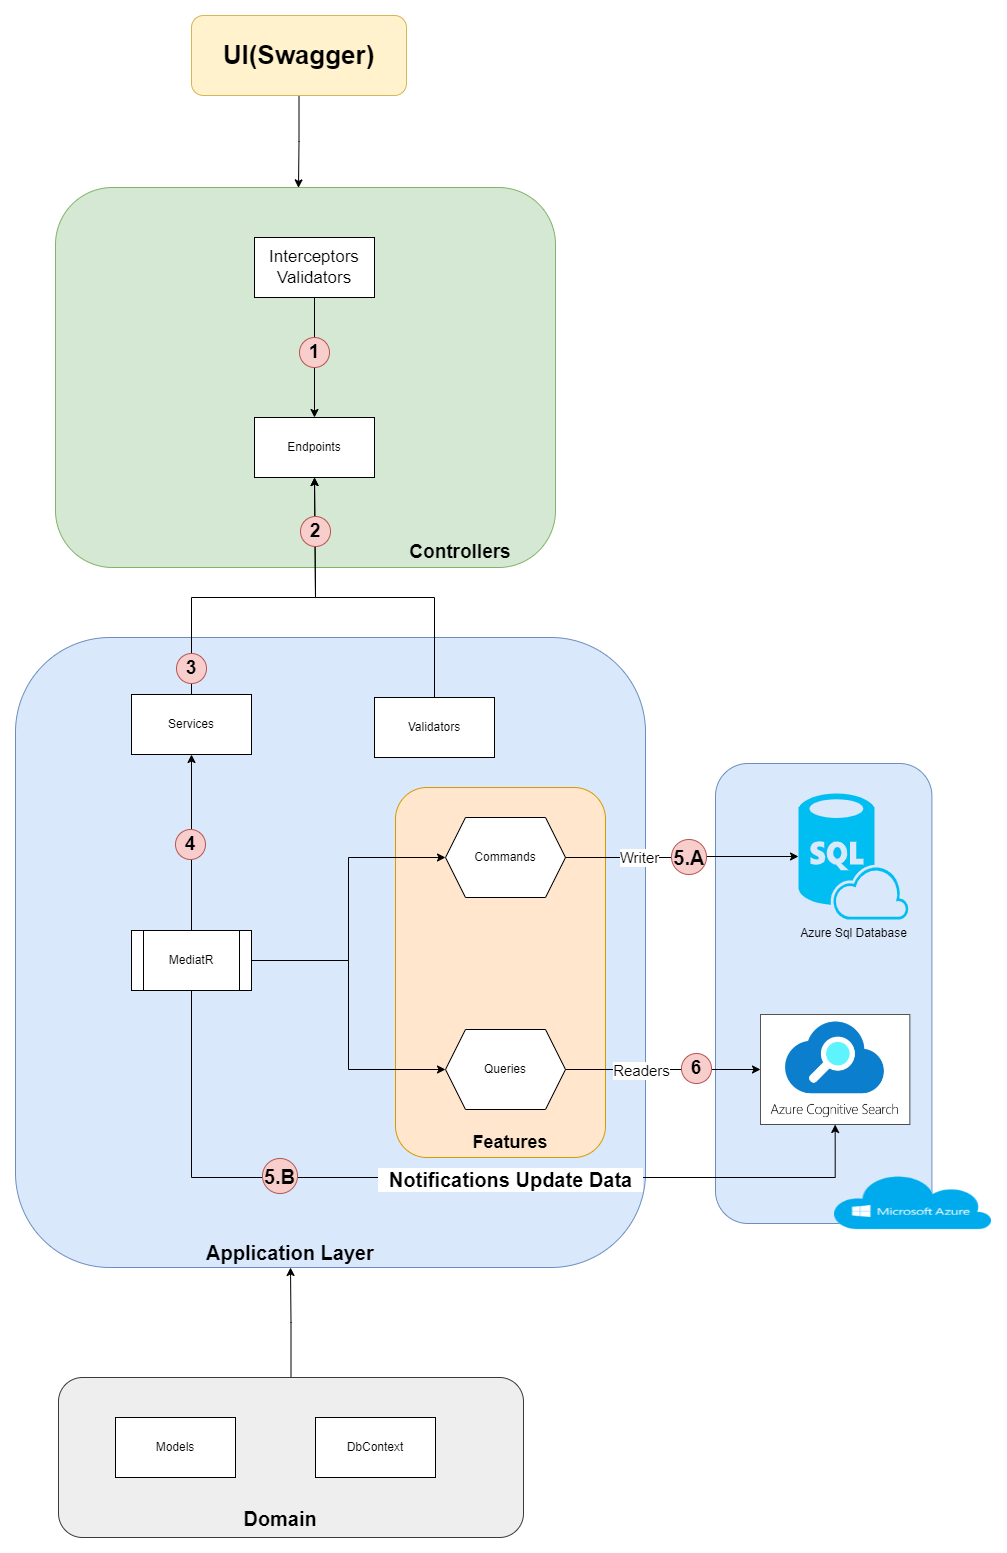 UI(Swagger)
Interceptors
Validators
1
Endpoints
2
Controllers
3
Services
Validators
4
Commands
Writer
5.A
SQL
Azure Sql Database
MediatR
Queries
Readers
6
Azure Cognitive Search
Features
5.B
Notifications Update Data
Microsoft Azure
Application Layer
Models
DbContext
Domain